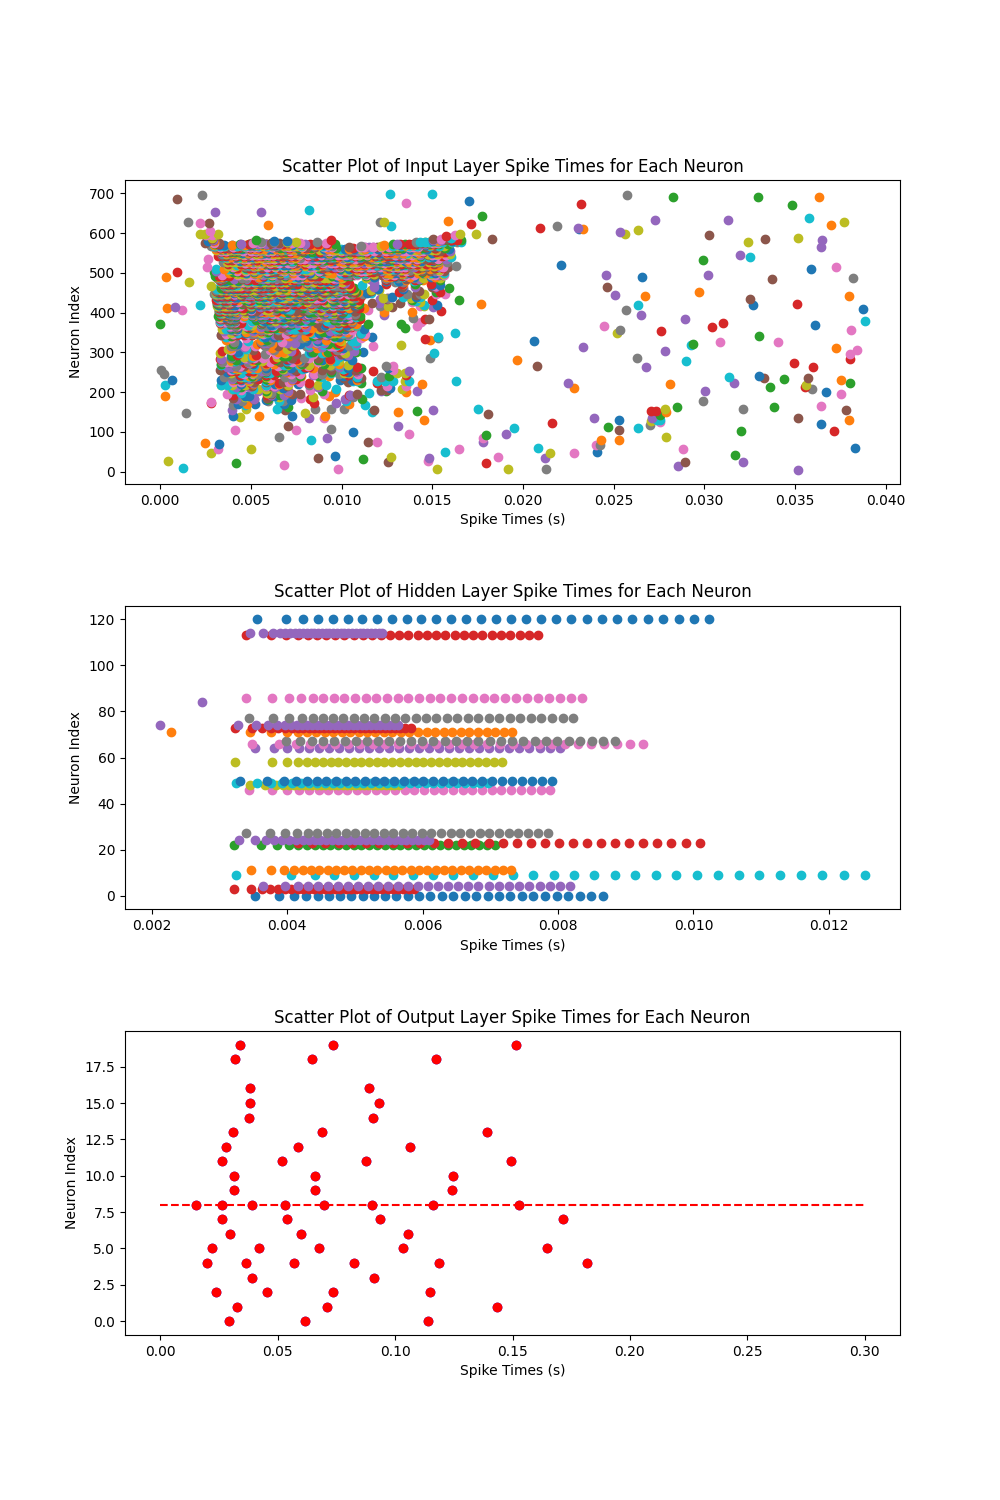 Scatter Plot of Input Layer Spike Times for Each Neuron
700
600
500
400
300
200
100
0
Neuron Index
0.000 0.005 0.010 0.015 0.020 0.025 0.030 0.035 0.040
Spike Times (s)
Scatter Plot of Hidden Layer Spike Times for Each Neuron
120
100
80
60
40
20
0
Neuron Index
0.002 0.004 0.006 0.008 0.010 0.012
Spike Times (s)
Scatter Plot of Output Layer Spike Times for Each Neuron
17.5
15.0
12.5
10.0
7.5
5.0
2.5
0.0
Neuron Index
0.00 0.05 0.10 0.15 0.20 0.25 0.30
Spike Times (s)